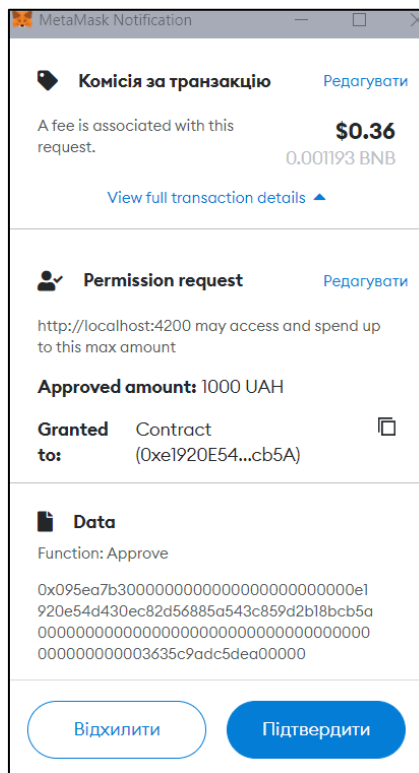 MetaMask Notification
Комісія за транзакцію Редагувати
A fee is associated with this $0.36
request.
0.001193 BNB
View full transaction details
Permission request Редагувати
http://localhost:4200 may access and spend up
to this max amount
Approved amount: 1000 UAH
Granted Contract
to: (0xe1920E54...cb5A)
Data
Function: Approve
0x095ea7b3000000000000000000000000e1
920e54d430ec82d56885a543c859d2b18bcb5a
00000000000000000000000000000000000
000000000003635c9adc5dea00000
Відхилити Підтвердити